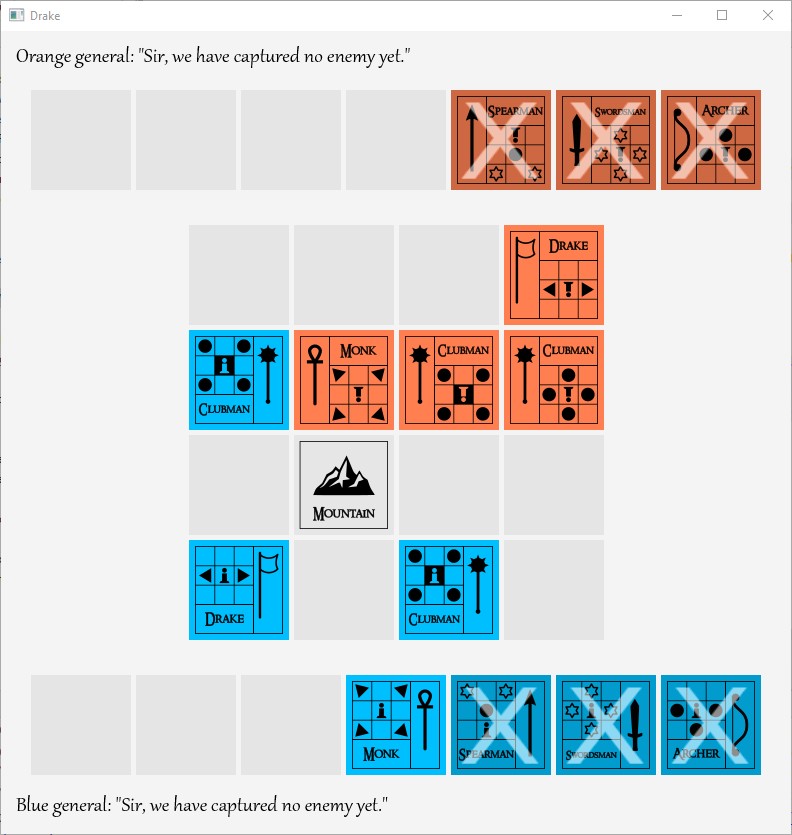 Drake
Orange general: "Sir, we have captured no enemy yet."
Spearman Swordsman Archer
Drake
Clubman Monk Clubman Clubman
Mountain
Drake Clubman
Monk Spearman Swordsman Archer
Blue general: "Sir, we have captured no enemy yet."